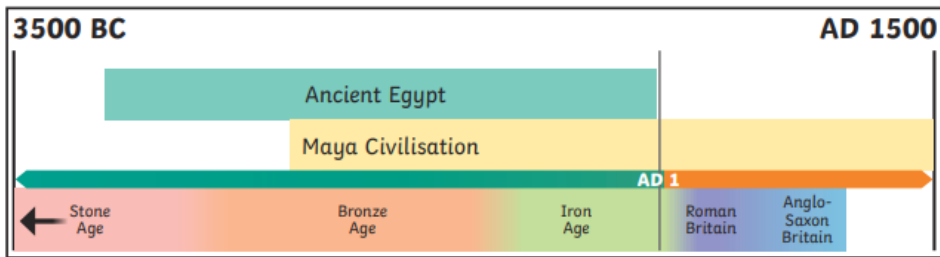 3500 BC
AD 1500
Ancient Egypt
Maya Civilisation
AD 1
Stone
Age
Bronze
Age
Iron
Age
Roman
Britain
Anglo-
Saxon
Britain